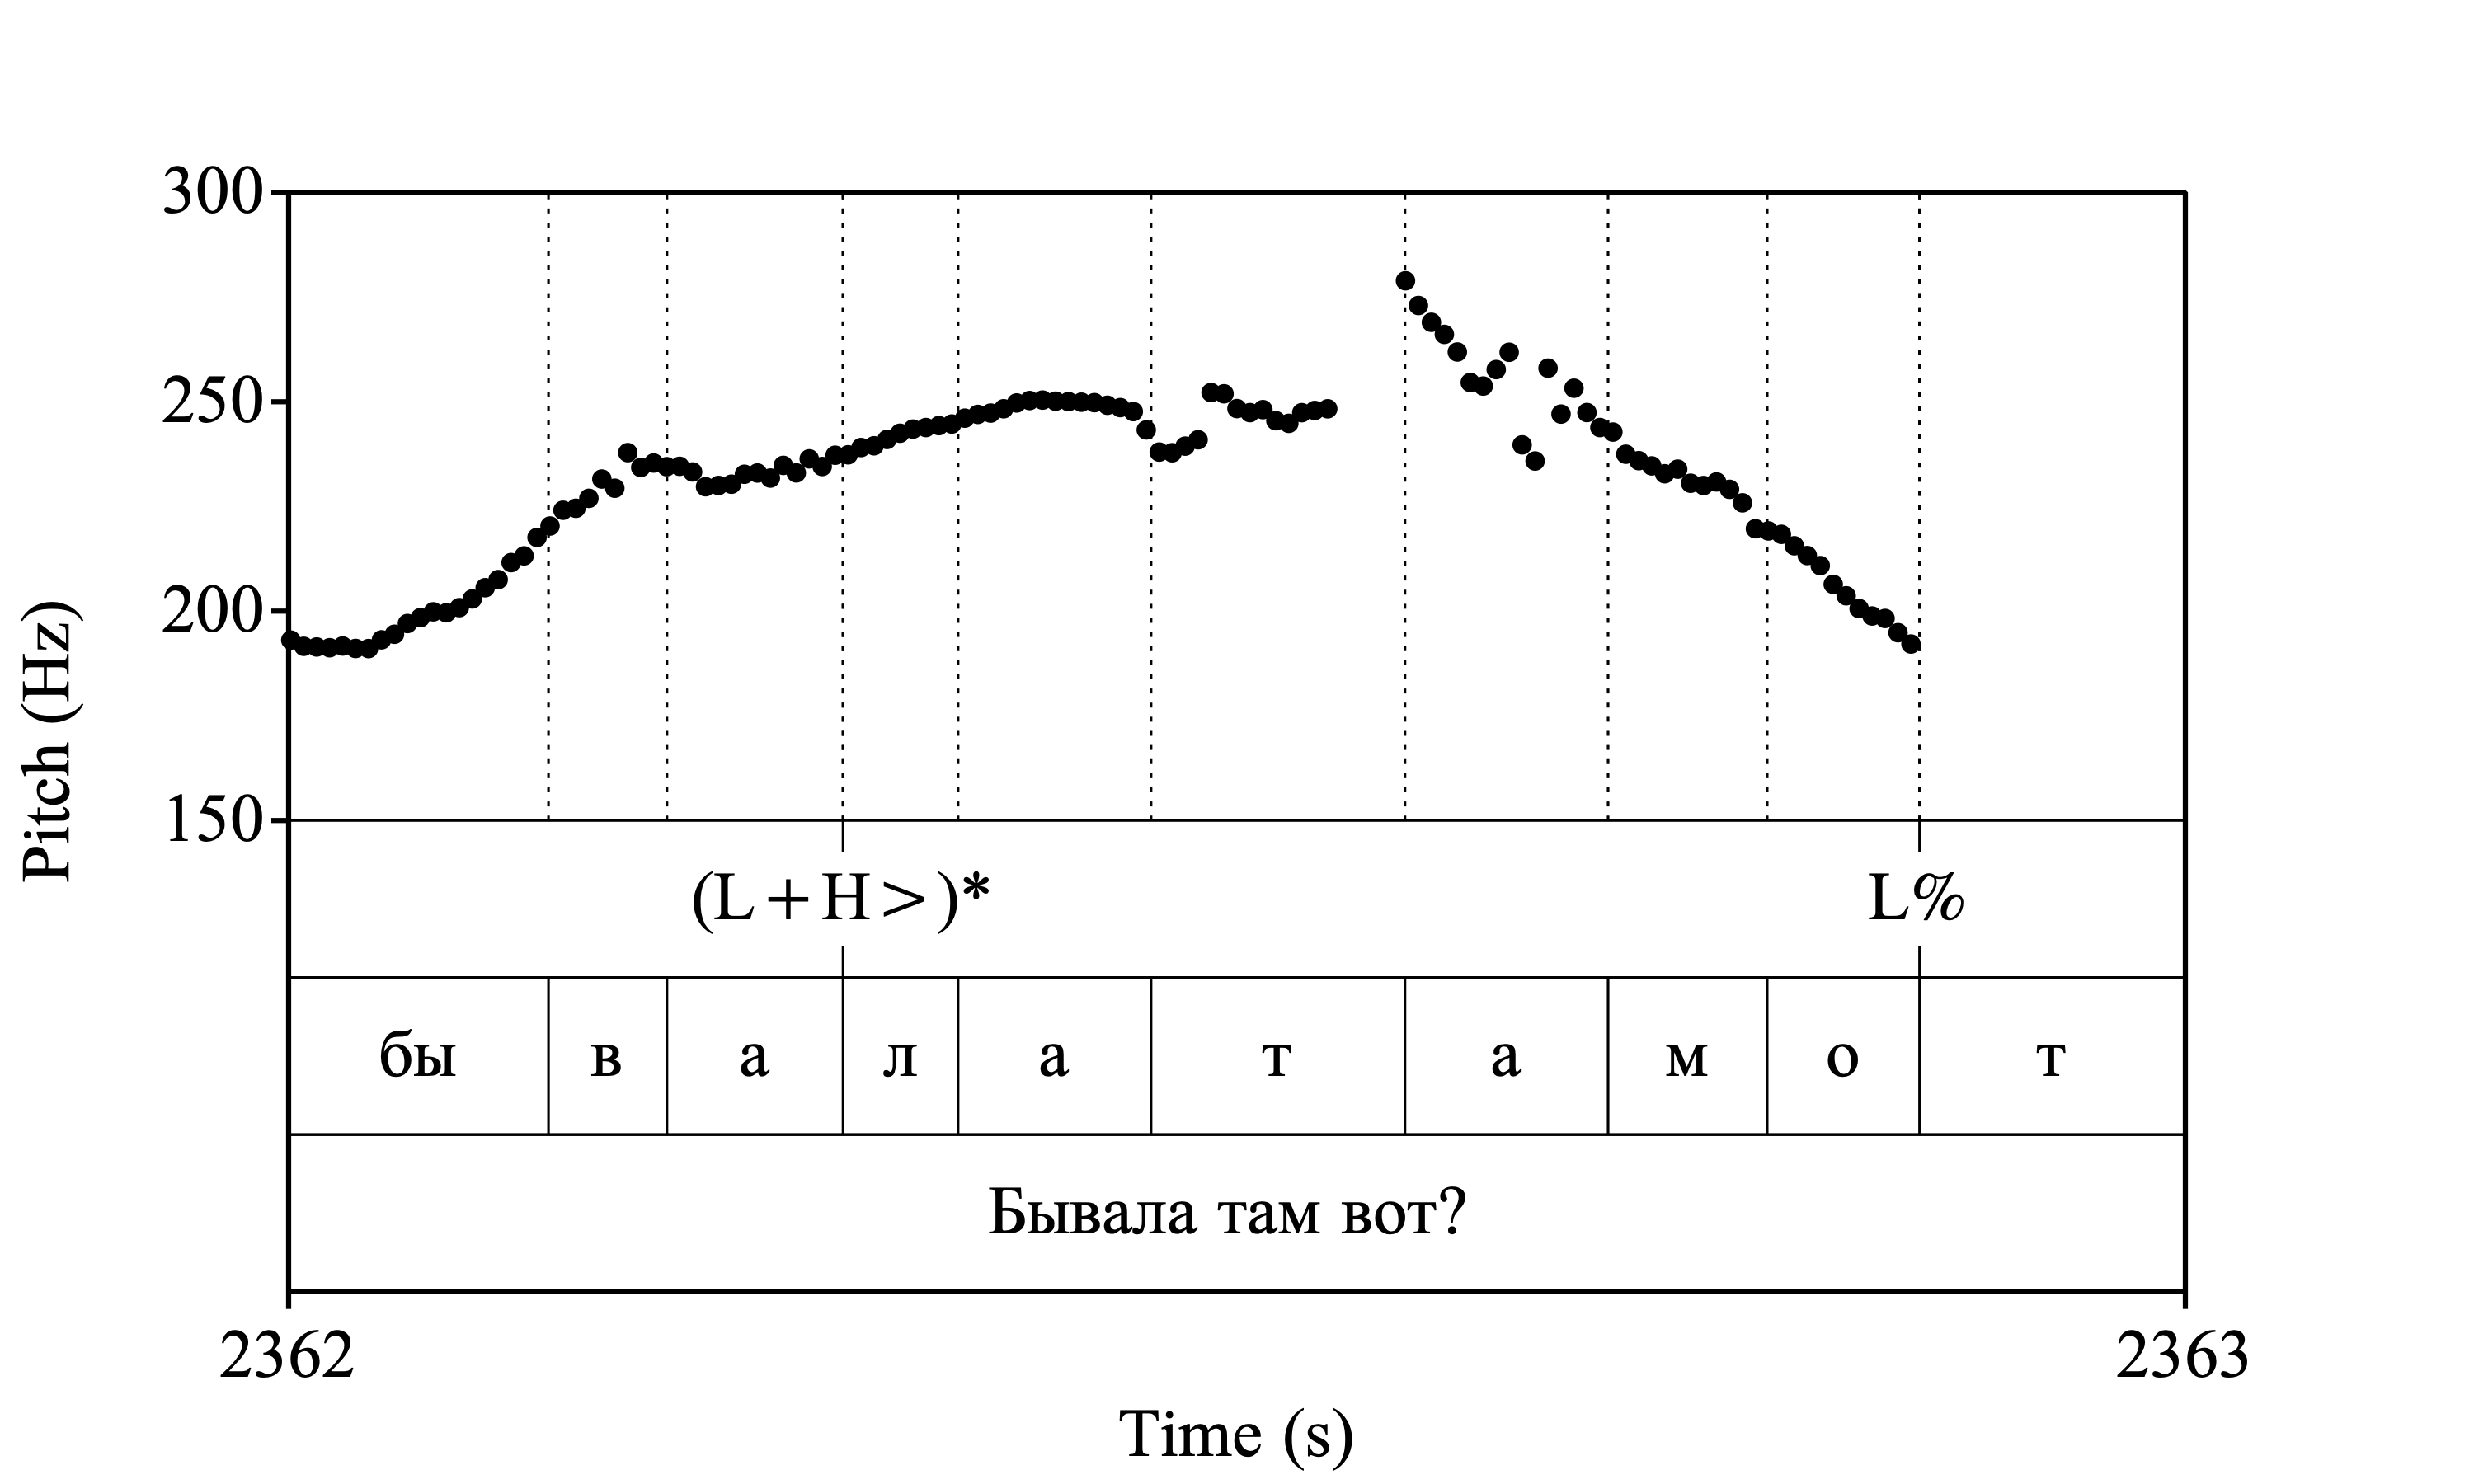 300
250
200
150
Pitch (Hz)
(L+H>)* L%
бы в а л а т а м о т
Бывала там вот?
2362 2363
Time (s)